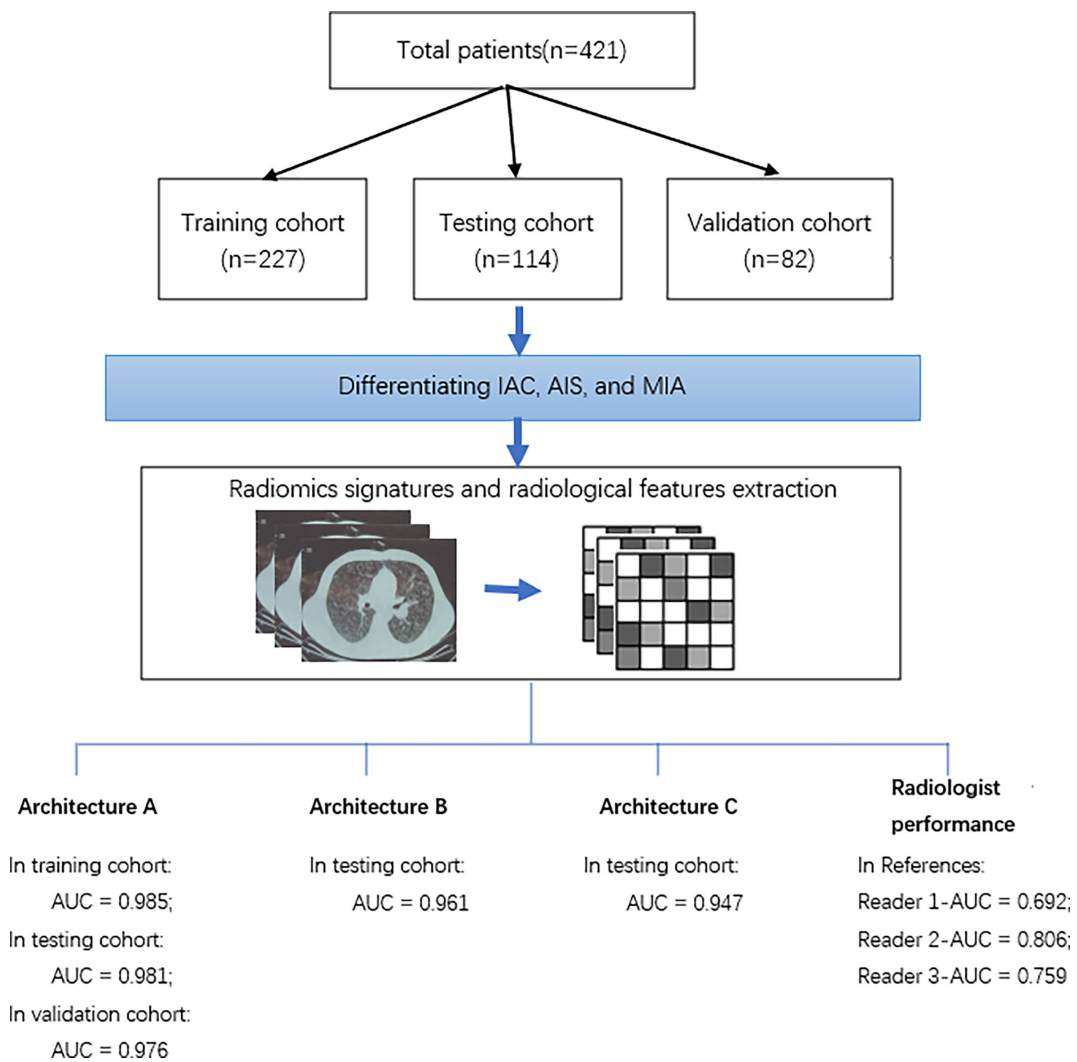 Total patients(n=421)
Training cohort
(n=227)
Testing cohort
(n=114)
Validation cohort
(n=82)
Differentiating IAC, AIS, and MIA
Radiomics signatures and radiological features extraction
Architecture A
In training cohort:
AUC = 0.985;
In testing cohort:
AUC = 0.981;
In validation cohort:
AUC = 0.976
Architecture B
In testing cohort:
AUC = 0.961
Architecture C
In testing cohort:
AUC = 0.947
Radiologist
performance
In References:
Reader 1-AUC = 0.692;
Reader 2-AUC = 0.806;
Reader 3-AUC = 0.759